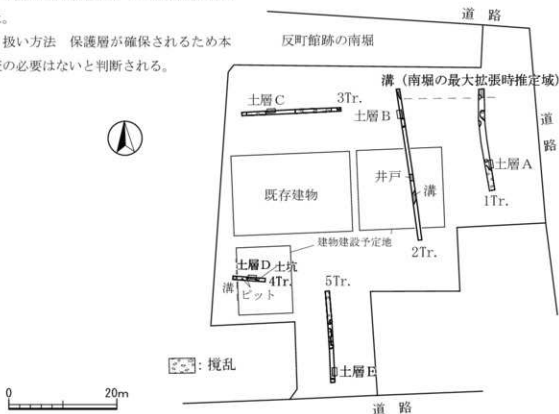 。
扱い方法 保護層が確保されるため本
の必要はないと判断される。
道 路
反町館跡の南堀
溝(南堀の最大拡張時推定域)
土層C
3Tr.
土層B
道 路
土層A
1Tr.
井戸
溝
既存建物
2Tr.
建物建設予定地
土層D
土坑
溝
4Tr.
ピット
5Tr.
:撹乱
土層E
0 20m
道 路